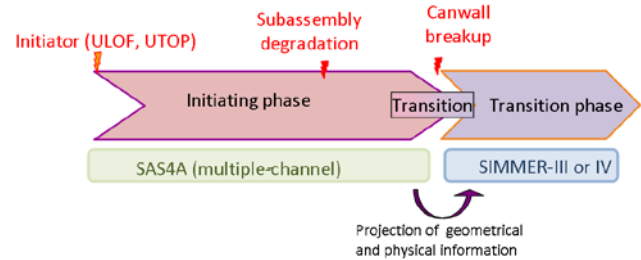 Initiator (ULOF, UTOP)
Subassembly
degradation
Canwall
breakup
Initiating phase
Transition
Transition phase
SAS4A (multiple-channel)
SIMMER-III or IV
Projection of geometrical
and physical information